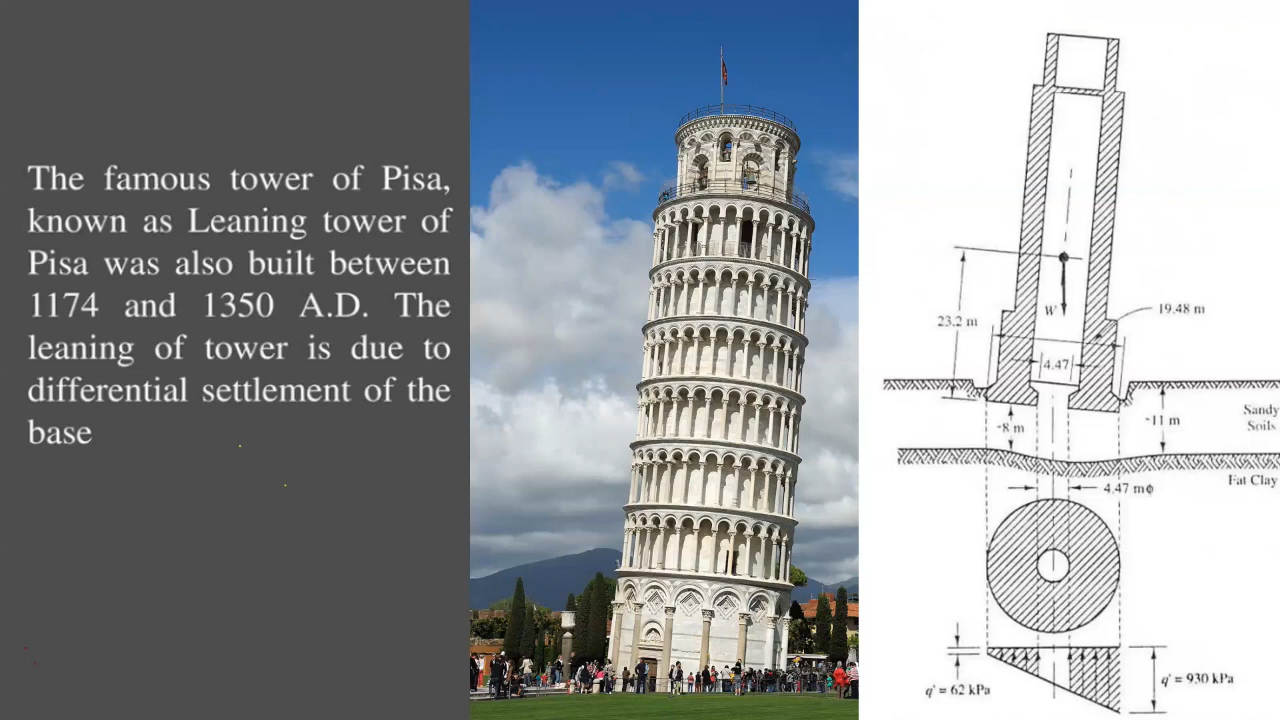 The famous tower of Pisa,
known as Leaning tower of
Pisa was also built between
1174 and 1350 A.D. The
leaning of tower is due to
differential settlement of the
base
23.2 m
W
19.48 m
4.47
~8 m
~11 m
Sandy
Soils
Fat Clay
4.47 mϕ
q' = 62 kPa
q' = 930 kPa